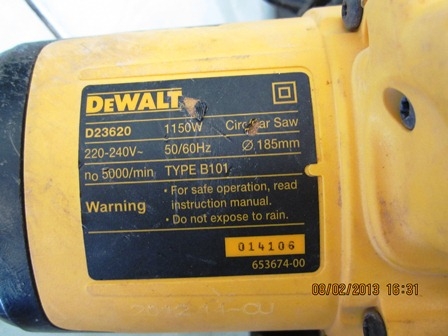 DEWALT
D23620 1150W Circular Saw
220-240V~ 50/60Hz Ø 185mm
no 5000/min TYPE B101
Warning
· For safe operation, read
instruction manual.
· Do not expose to rain.
014106
653674-00
08/02/2013 16:31